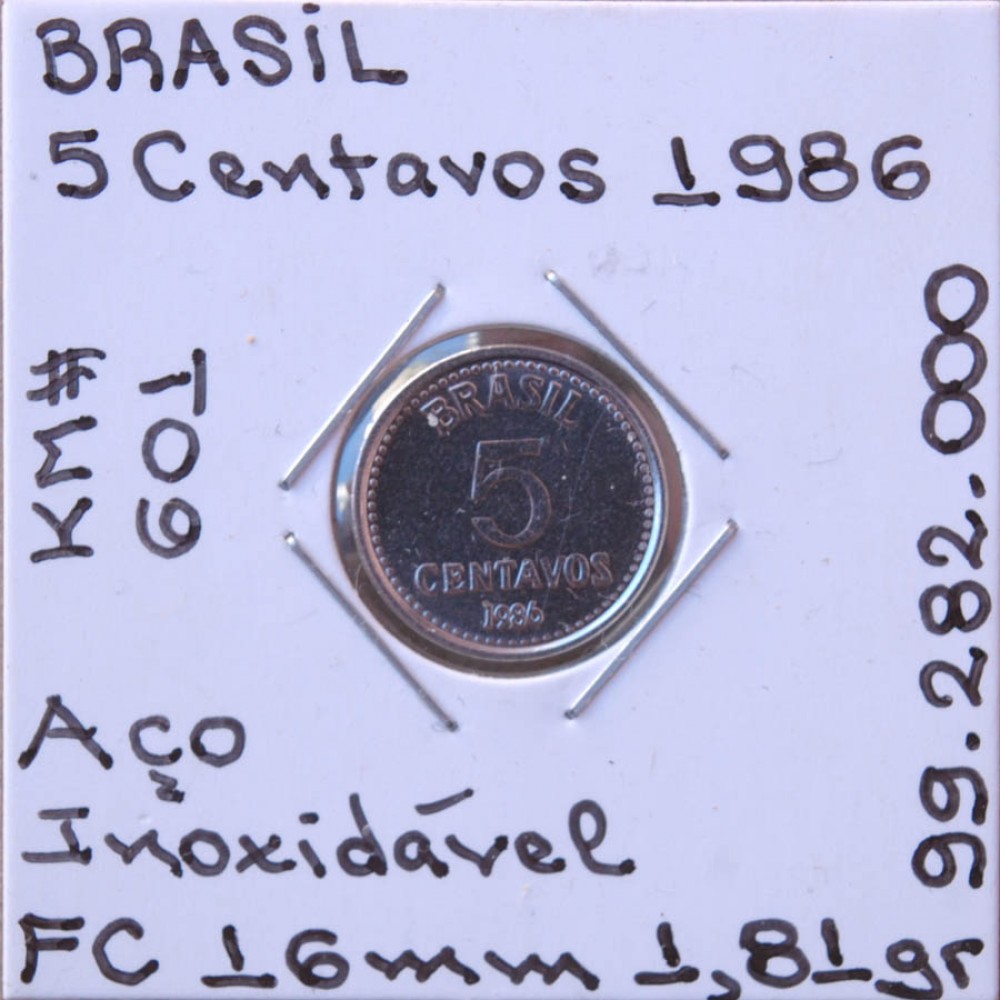 BRASIL
5 Centavos 1986
KM#
601
BRASIL
5
CENTAVOS
1986
99.282.000
Aço
Inoxidável
FC 16mm 1,81gr